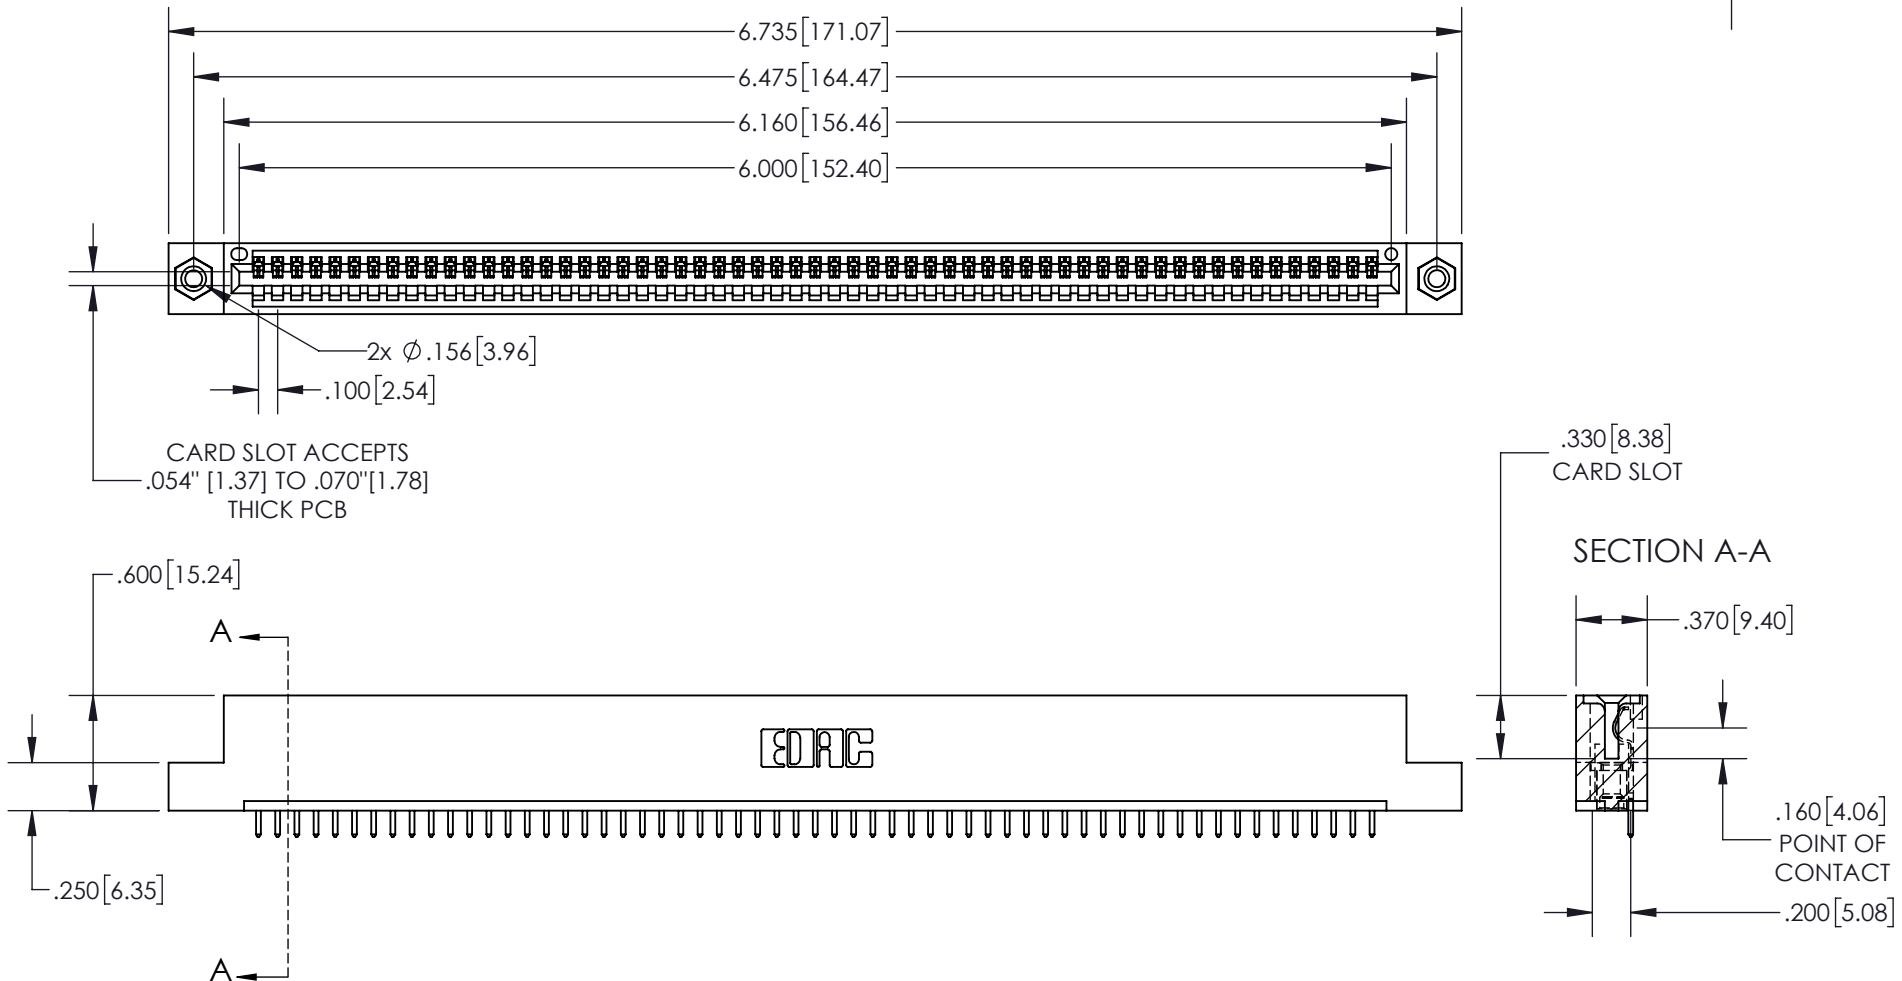 6.735[171.07]
6.475[164.47]
6.160[156.46]
6.000[152.40]
2x Ø.156[3.96]
.100[2.54]
CARD SLOT ACCEPTS
.054" [1.37] TO .070"[1.78]
THICK PCB
.330[8.38]
CARD SLOT
SECTION A-A
.600[15.24]
.370[9.40]
A
EDAC
.160[4.06]
POINT OF
CONTACT
.250[6.35]
.200[5.08]
A